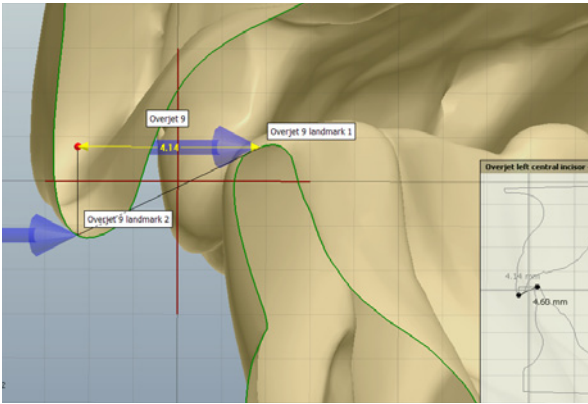 Overjet 9
Overjet 9 landmark 1
4.14
Overjet left central incisor
Overjet 9 landmark 2
4.14 mm
4.60 mm
2